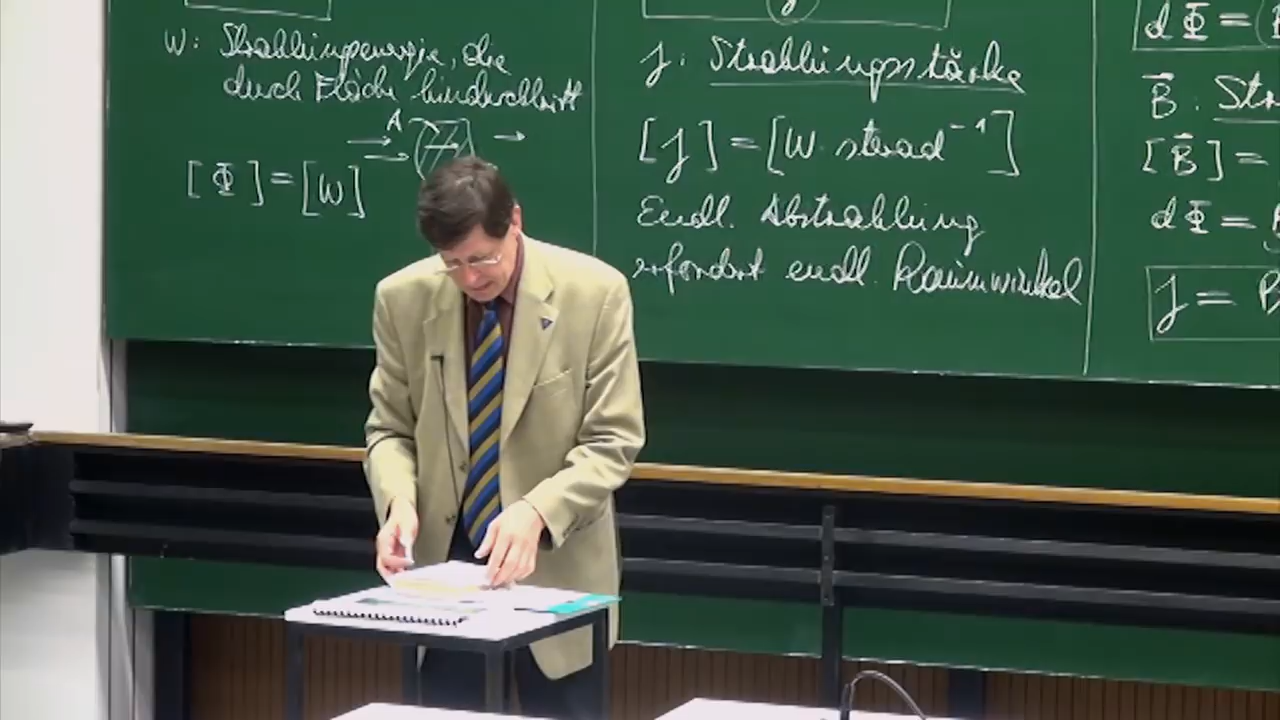 W: Strahlungsenergie, die
durch Fläche hindurchtritt
A
[Φ] = [W]
J: Strahlungsstärke
[J] = [W sterad⁻¹]
Endl. Abstrahlung
erfordert endl. Raumwinkel
dΦ =
B̄: Str
[B̄] =
dΦ =
J = B